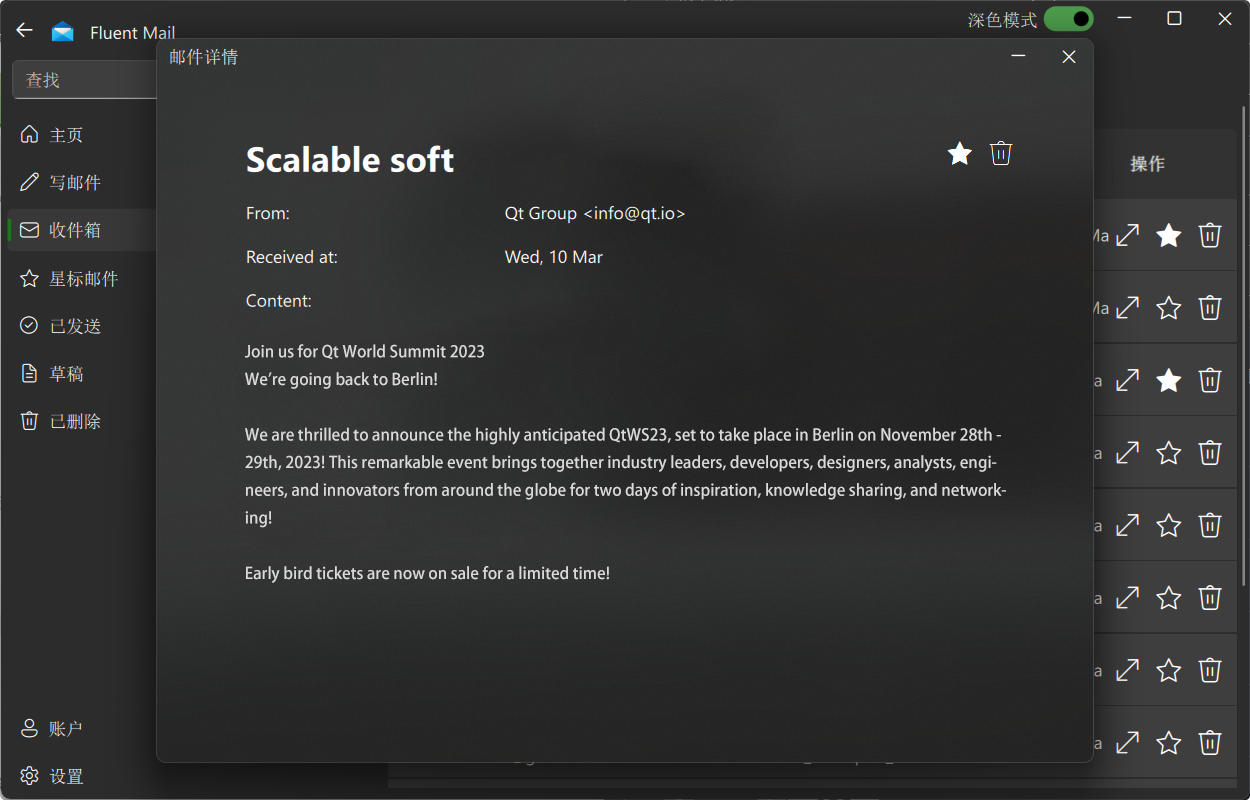 Fluent Mail
深色模式
查找
主页
写邮件
收件箱
星标邮件
已发送
草稿
已删除
账户
设置
邮件详情
Scalable soft
From: Qt Group <info@qt.io>
Received at: Wed, 10 Mar
Content:
Join us for Qt World Summit 2023
We’re going back to Berlin!
We are thrilled to announce the highly anticipated QtWS23, set to take place in Berlin on November 28th -
29th, 2023! This remarkable event brings together industry leaders, developers, designers, analysts, engi-
neers, and innovators from around the globe for two days of inspiration, knowledge sharing, and network-
ing!
Early bird tickets are now on sale for a limited time!
操作